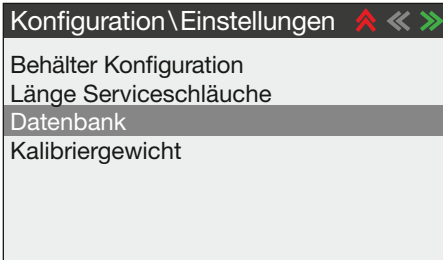 Konfiguration\Einstellungen
Behälter Konfiguration
Länge Serviceschläuche
Datenbank
Kalibriergewicht